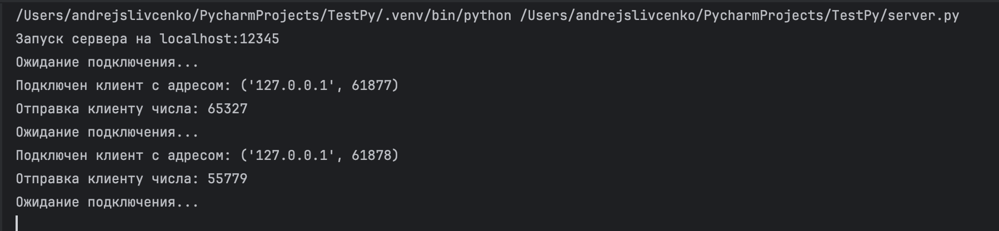 /Users/andrejslivcenko/PycharmProjects/TestPy/.venv/bin/python /Users/andrejslivcenko/PycharmProjects/TestPy/server.py
Запуск сервера на localhost:12345
Ожидание подключения...
Подключен клиент с адресом: ('127.0.0.1', 61877)
Отправка клиенту числа: 65327
Ожидание подключения...
Подключен клиент с адресом: ('127.0.0.1', 61878)
Отправка клиенту числа: 55779
Ожидание подключения...